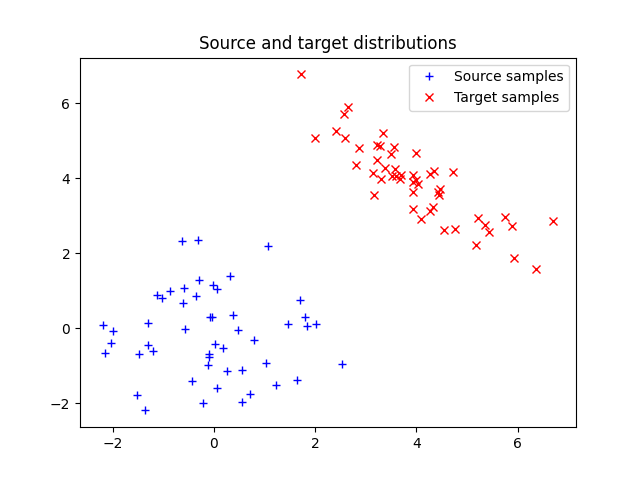 Source and target distributions
Source samples
Target samples
6
4
2
0
−2
−2 0 2 4 6